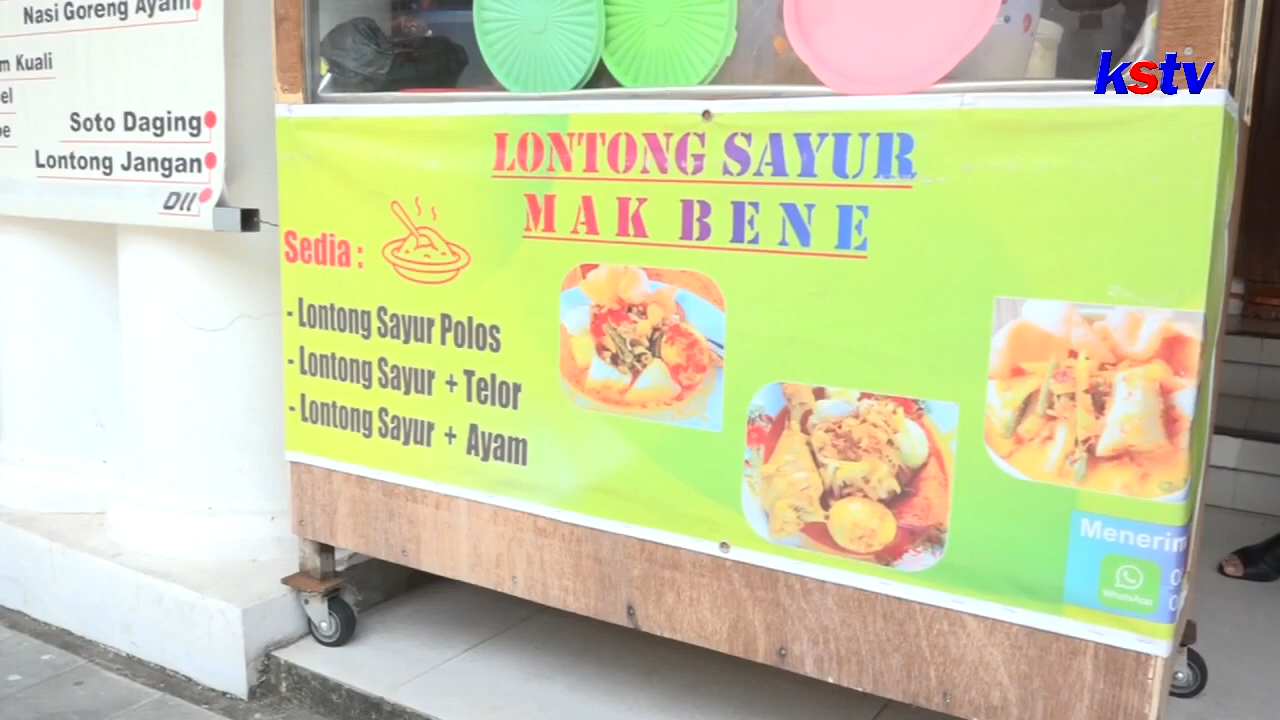 Nasi Goreng Ayam
Kuali
Soto Daging
Lontong Jangan
Dll
kstv
LONTONG SAYUR
MAK BENE
Sedia :
- Lontong Sayur Polos
- Lontong Sayur + Telor
- Lontong Sayur + Ayam
WhatsApp